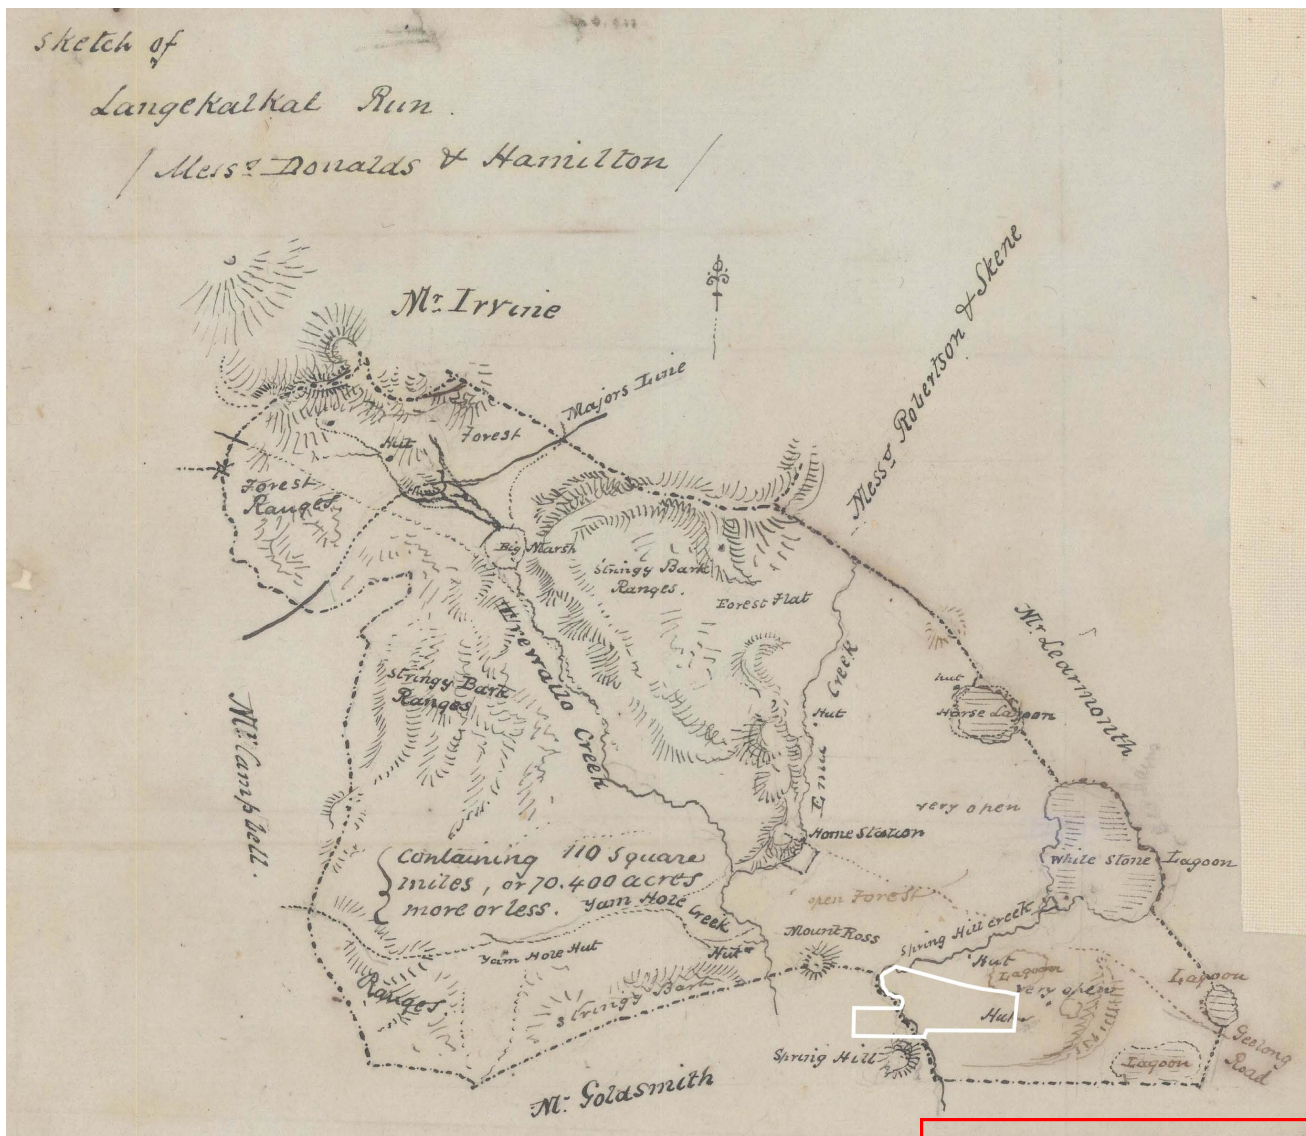 Sketch of
Langekalkal Run.
/ Messrs Donalds & Hamilton /
Mr. Irvine
Messrs Robertson & Skene
Majors Line
Forest
Hut
Forest
Ranges
Big Marsh
Stringy Bark
Ranges.
Forest Flat
Mr. Learmonth
Creek
Stringy Bark
Ranges
Creek
hut
Horse Lagoon
Hut
Emu
Mr. Campbell.
very open
Home Station
White Stone Lagoon
Containing 110 Square
miles, or 70.400 acres
more or less.
Yam Hole Creek
open Forest
Spring Hill Creek
Mount Ross
Yam Hole Hut
Hut
Hut
Lagoon
very open
Lagoon
Ranges
Stringy Bark
Hut
Geelong
Road
Spring Hill
Lagoon
Mr. Goldsmith